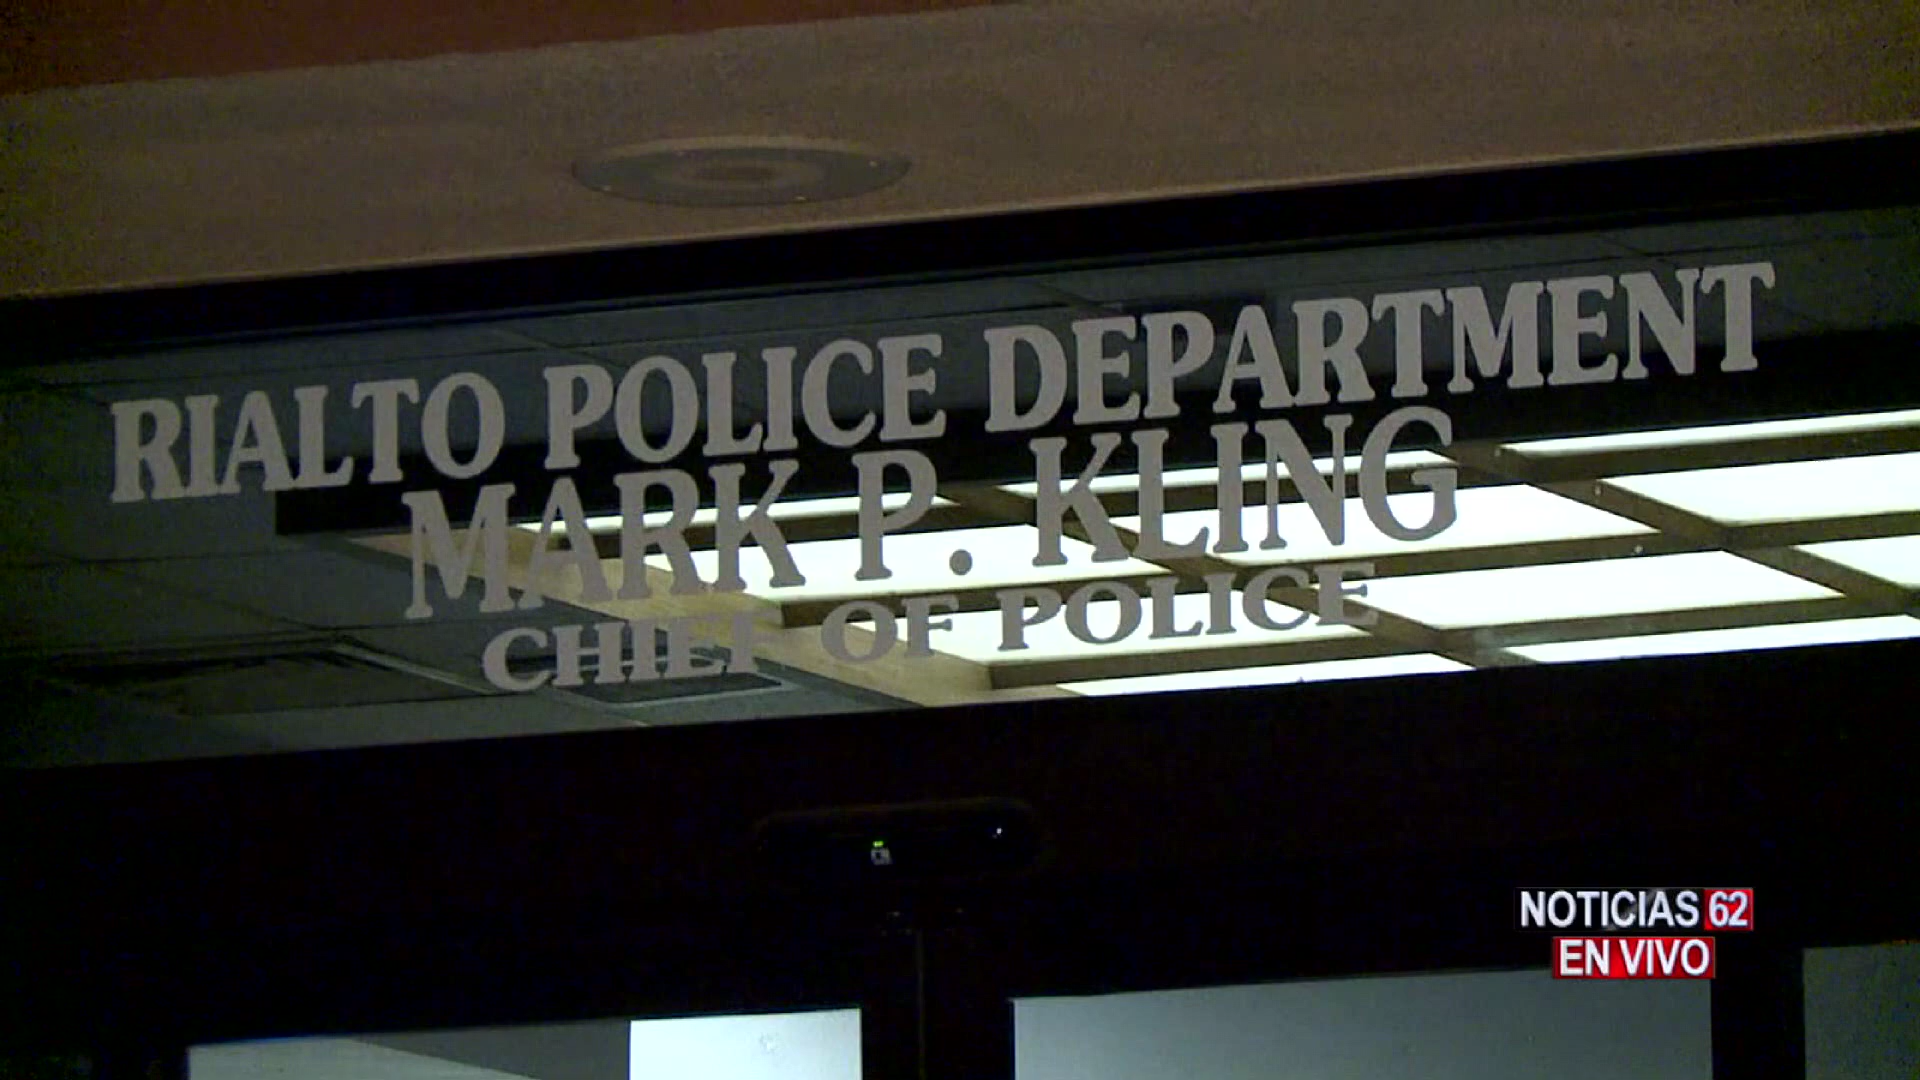 RIALTO POLICE DEPARTMENT
MARK P. KLING
CHIEF OF POLICE
NOTICIAS 62
EN VIVO